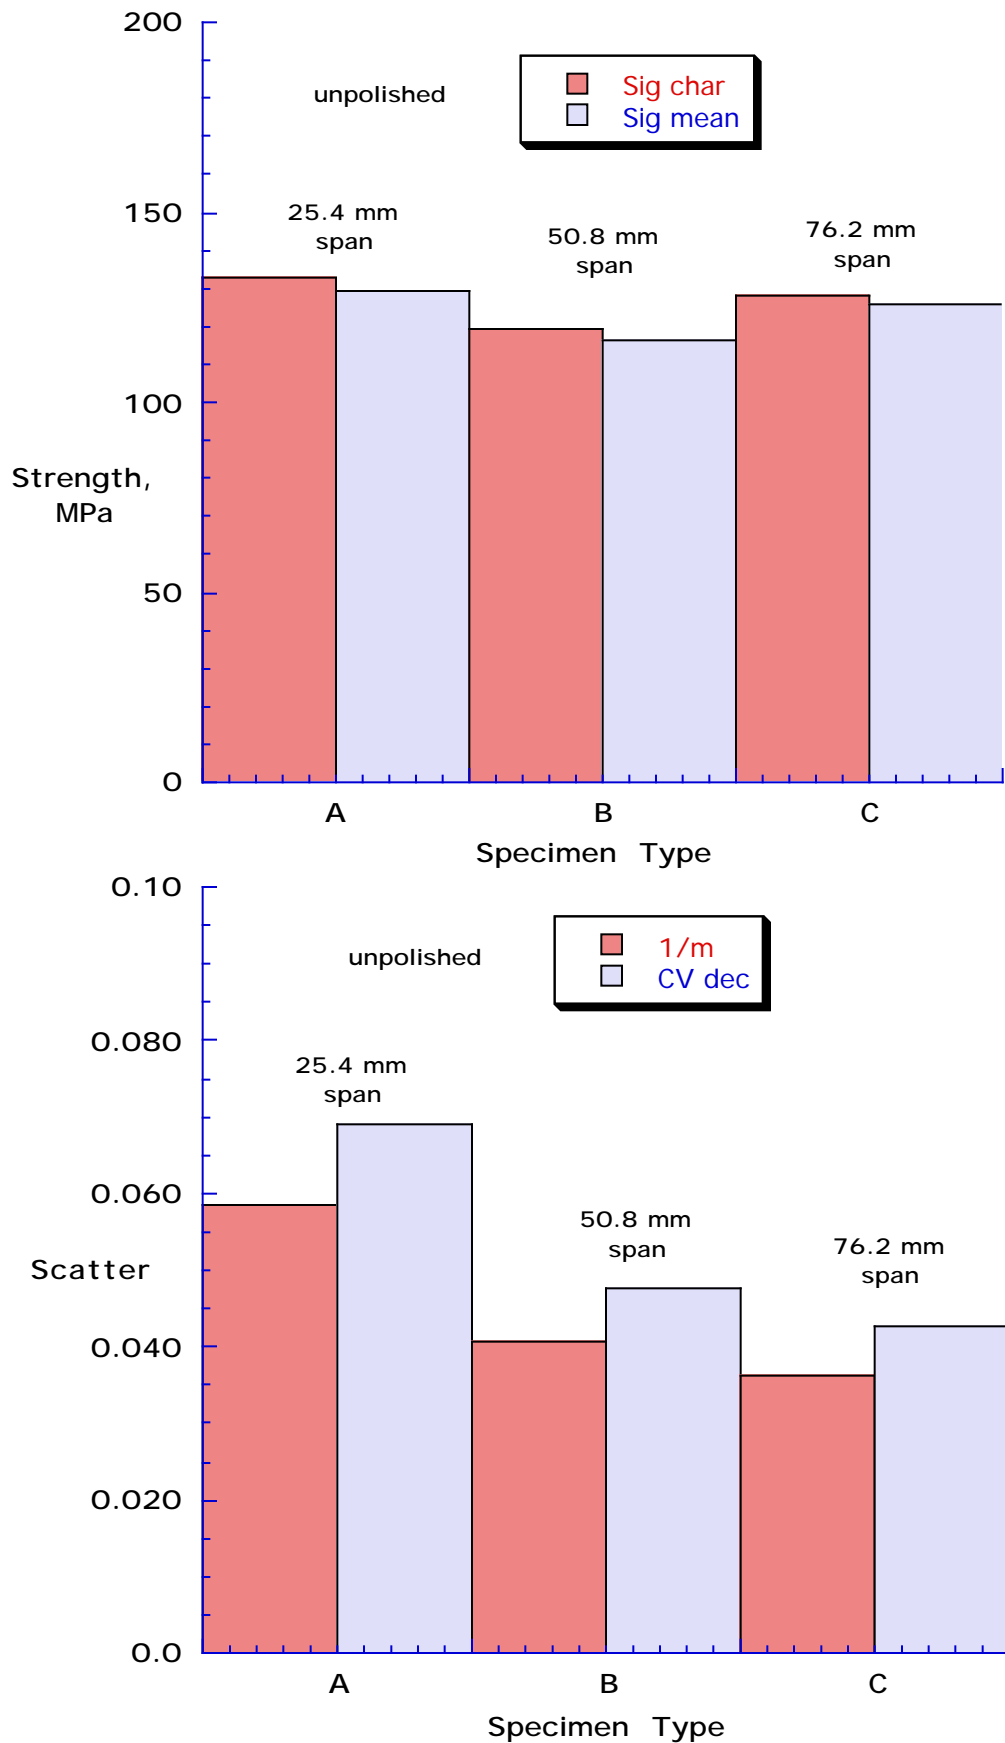 200
unpolished
Sig char
Sig mean
150
25.4 mm
span
50.8 mm
span
76.2 mm
span
100
Strength,
MPa
50
0
A
B
C
Specimen Type
0.10
unpolished
1/m
CV dec
0.080
25.4 mm
span
0.060
50.8 mm
span
76.2 mm
span
Scatter
0.040
0.020
0.0
A
B
C
Specimen Type